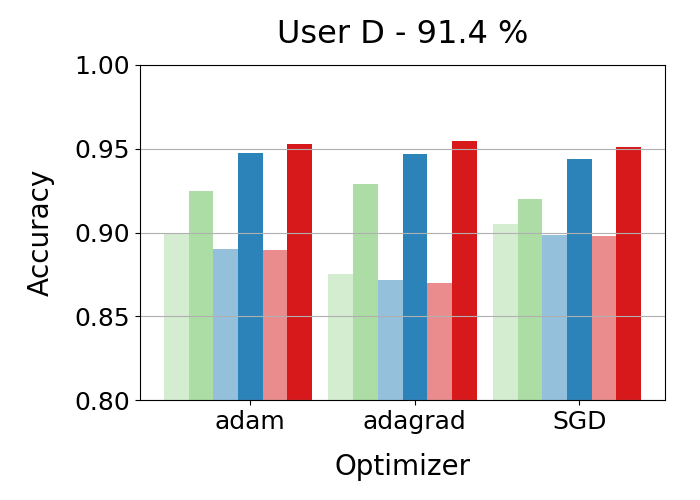 User D - 91.4 %
1.00
0.95
0.90
0.85
0.80
Accuracy
adam adagrad SGD
Optimizer